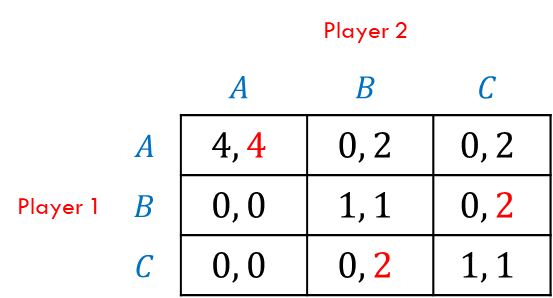 Player 2
A B C
A 4, 4 0, 2 0, 2
Player 1 B 0, 0 1, 1 0, 2
C 0, 0 0, 2 1, 1